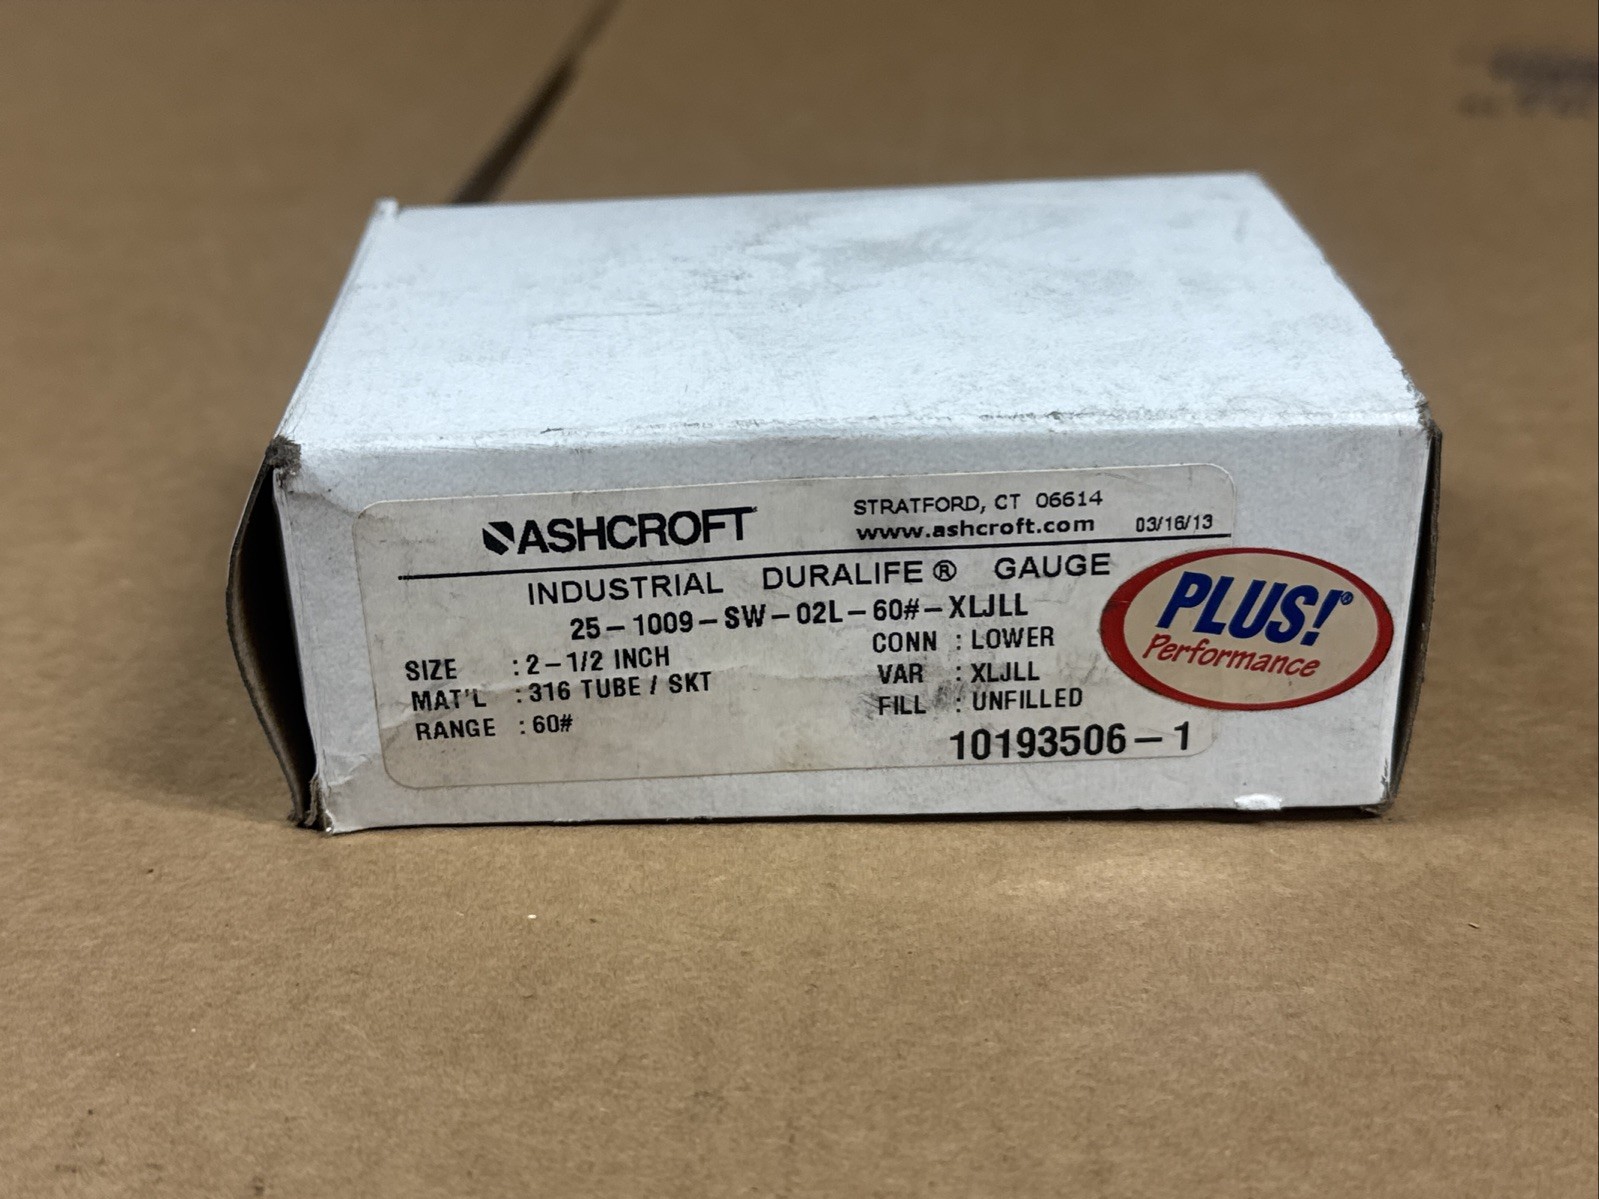 ASHCROFT
STRATFORD, CT 06614
www.ashcroft.com 03/16/13
INDUSTRIAL DURALIFE® GAUGE
25-1009-SW-02L-60#-XLJLL
SIZE :2-1/2 INCH
CONN : LOWER
MAT'L :316 TUBE / SKT
VAR : XLJLL
RANGE :60#
FILL : UNFILLED
10193506-1
PLUS!®
Performance